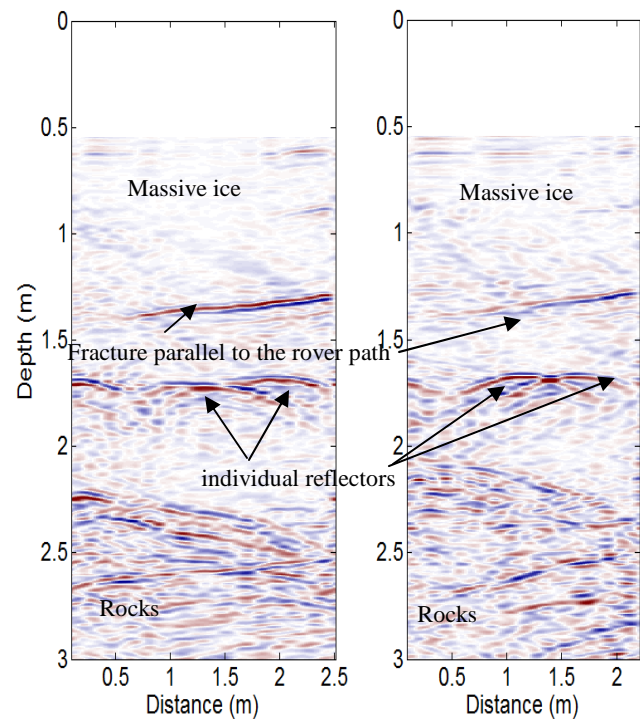 0
0.5
1
1.5
2
2.5
3
Depth (m)
0.5
1
1.5
2
2.5
Distance (m)
Massive ice
Fracture parallel to the rover path
individual reflectors
Rocks
0
0.5
1
1.5
2
2.5
3
0.5
1
1.5
2
Distance (m)
Massive ice
Rocks